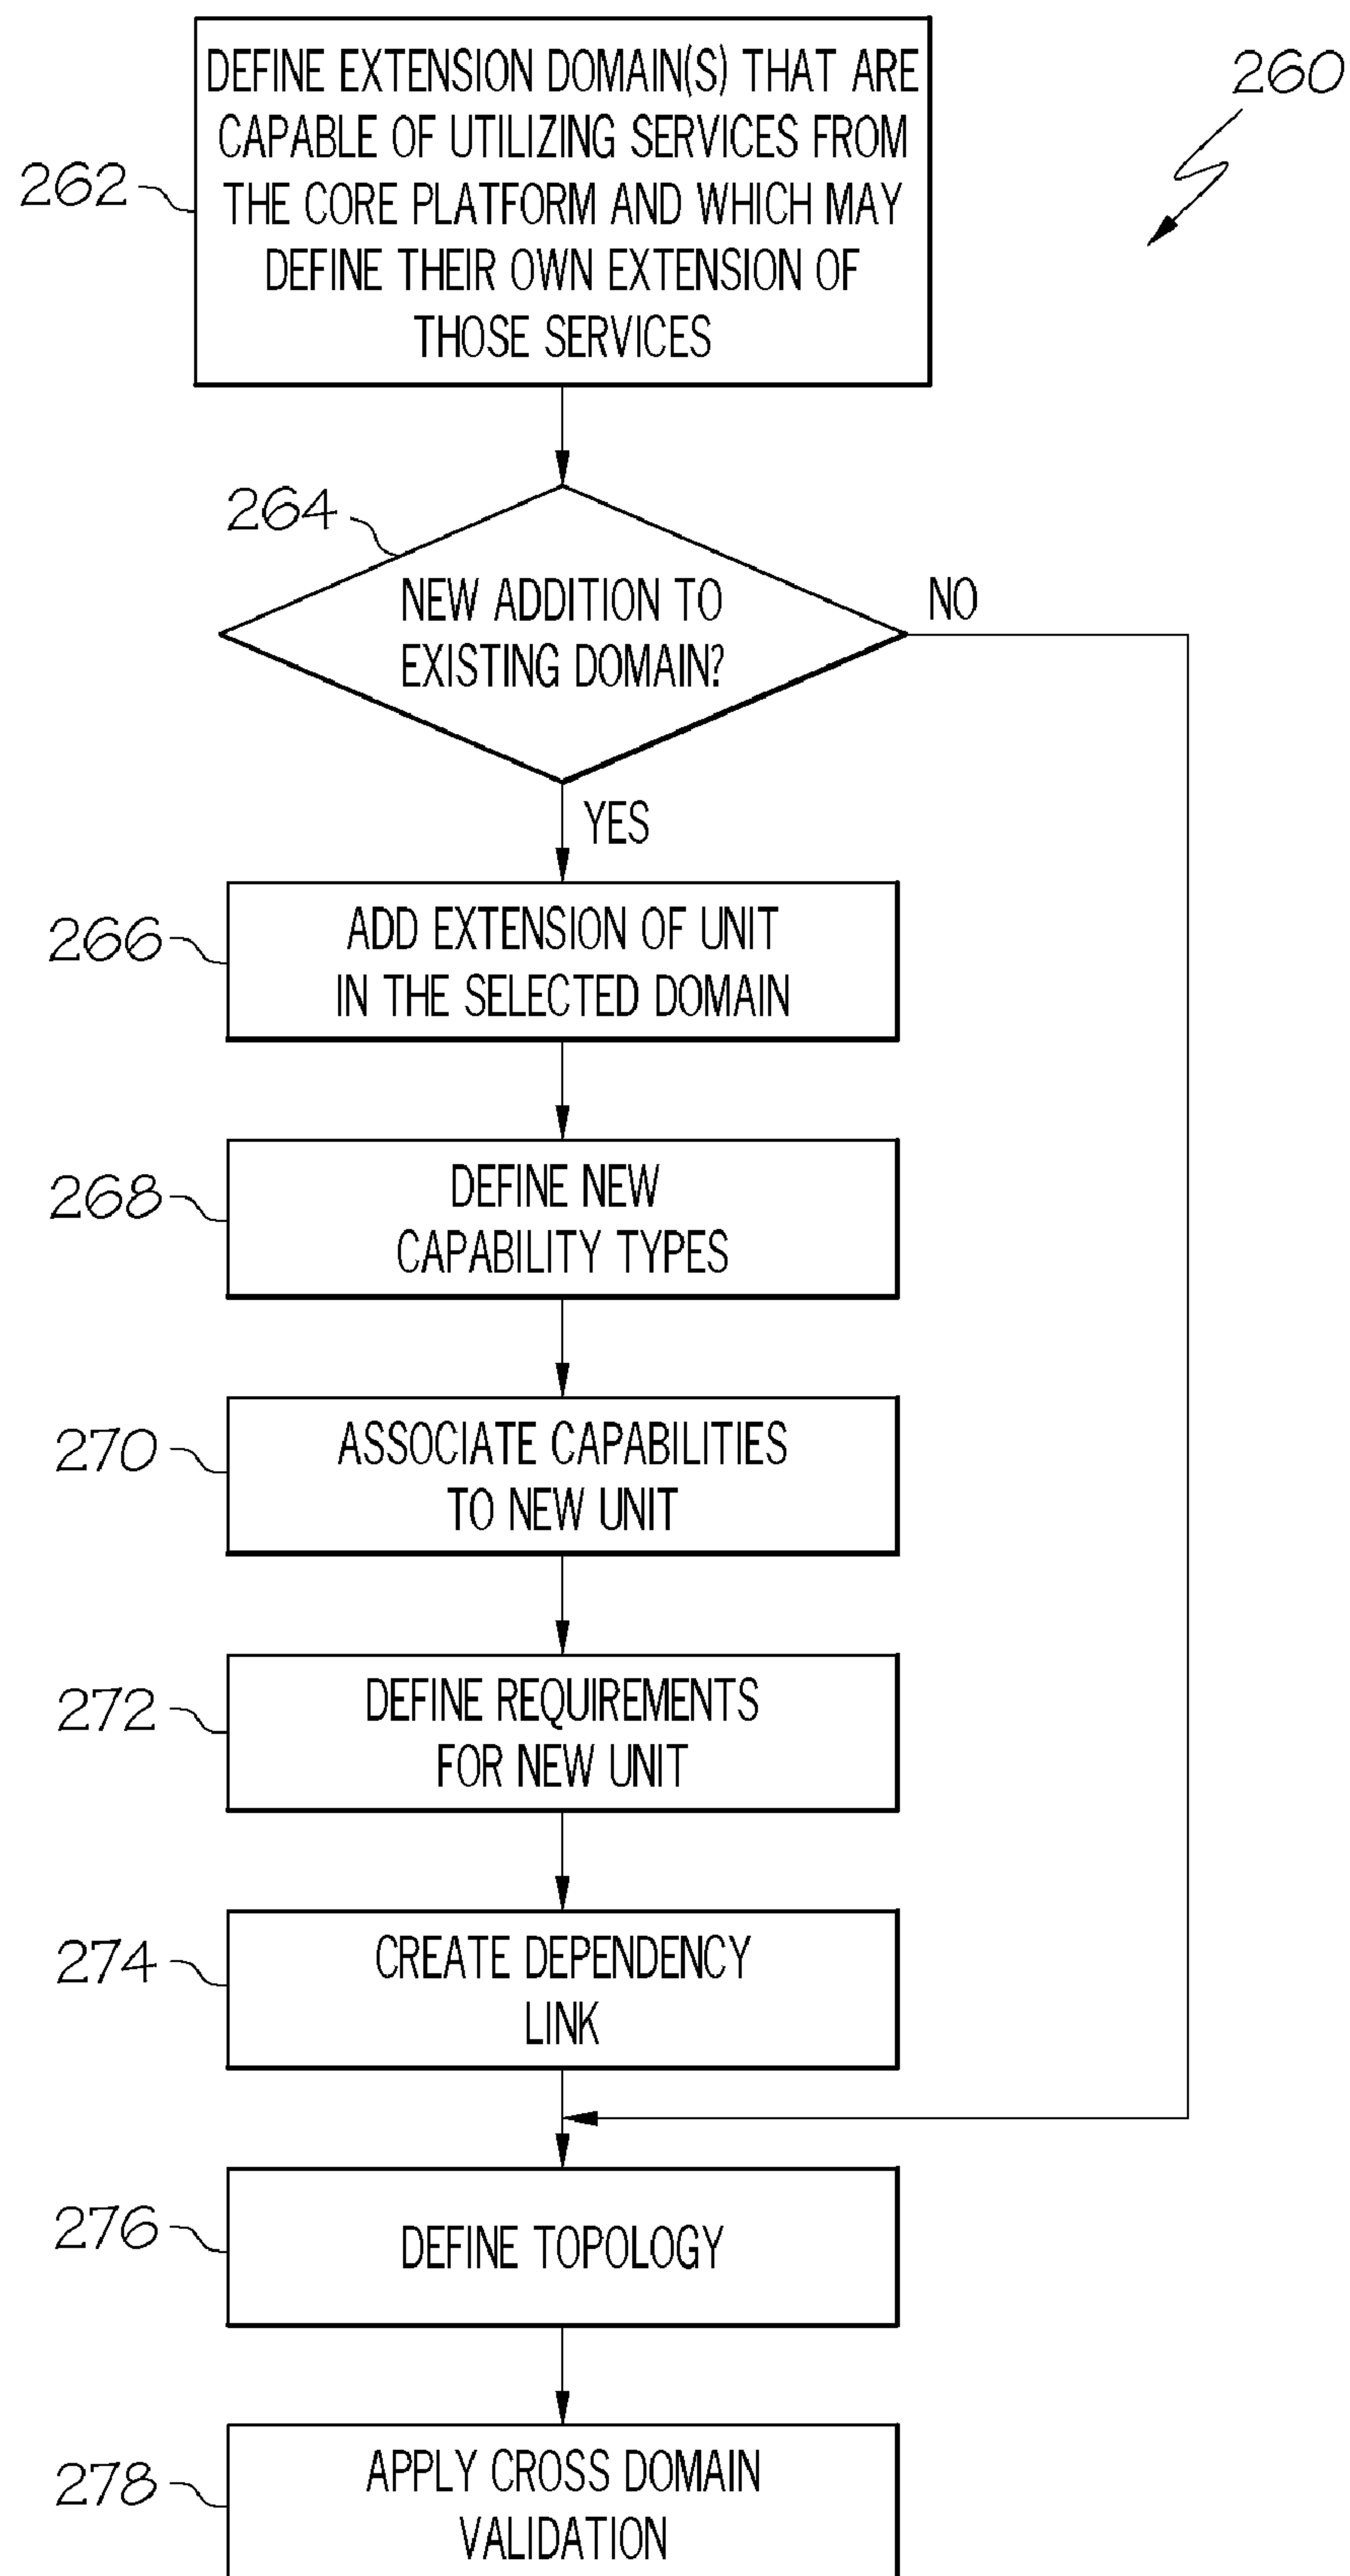 DEFINE EXTENSION DOMAIN(S) THAT ARE
CAPABLE OF UTILIZING SERVICES FROM
THE CORE PLATFORM AND WHICH MAY
DEFINE THEIR OWN EXTENSION OF
THOSE SERVICES
260
262
264
NEW ADDITION TO
EXISTING DOMAIN?
NO
YES
266
ADD EXTENSION OF UNIT
IN THE SELECTED DOMAIN
268
DEFINE NEW
CAPABILITY TYPES
270
ASSOCIATE CAPABILITIES
TO NEW UNIT
272
DEFINE REQUIREMENTS
FOR NEW UNIT
274
CREATE DEPENDENCY
LINK
276
DEFINE TOPOLOGY
278
APPLY CROSS DOMAIN
VALIDATION